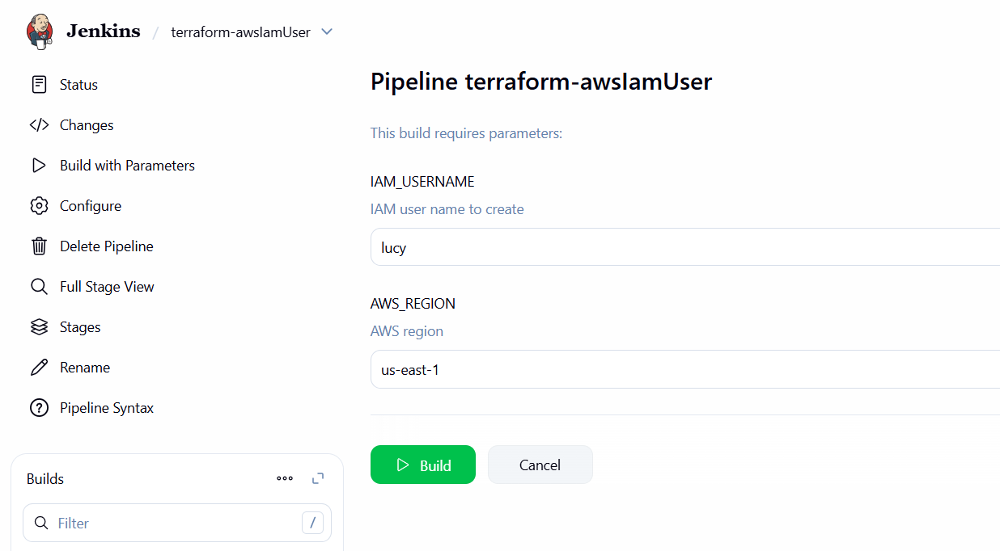 Jenkins / terraform-awsIamUser
Status
Changes
Build with Parameters
Configure
Delete Pipeline
Full Stage View
Stages
Rename
Pipeline Syntax
Builds
Filter /
Pipeline terraform-awsIamUser
This build requires parameters:
IAM_USERNAME
IAM user name to create
lucy
AWS_REGION
AWS region
us-east-1
Build Cancel